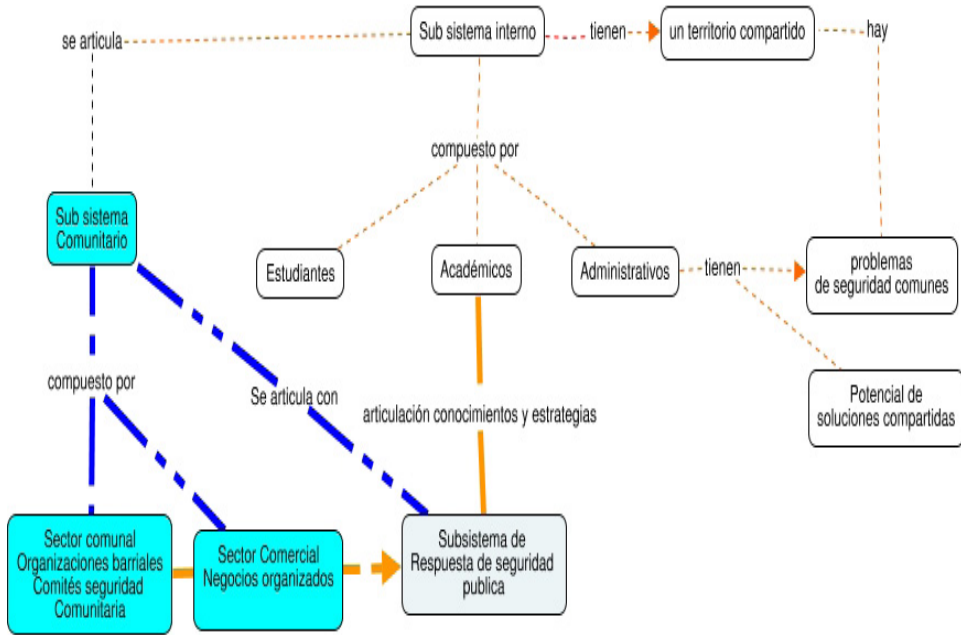 Sub sistema interno
tienen
un territorio compartido
hay
se articula
compuesto por
Sub sistema
Comunitario
Estudiantes
Académicos
Administrativos
tienen
problemas
de seguridad comunes
compuesto por
Se articula con
articulación conocimientos y estrategias
Potencial de
soluciones compartidas
Sector comunal
Organizaciones barriales
Comités seguridad
Comunitaria
Sector Comercial
Negocios organizados
Subsistema de
Respuesta de seguridad
publica